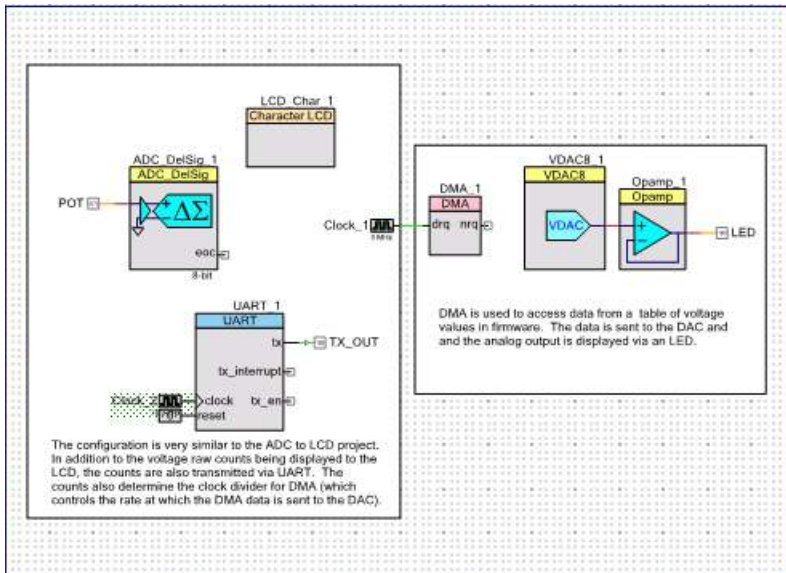 LCD_Char_1
Character LCD
ADC_DelSig_1
ADC_DelSig
POT
ΔΣ
eoc
8-bit
Clock_1
1 MHz
DMA_1
DMA
drq nrq
VDAC8_1
VDAC8
VDAC
Opamp_1
Opamp
LED
DMA is used to access data from a table of voltage
values in firmware. The data is sent to the DAC and
and the analog output is displayed via an LED.
UART_1
UART
tx
TX_OUT
tx_interrupt
Clock_2
clock tx_en
reset
The configuration is very similar to the ADC to LCD project.
In addition to the voltage raw counts being displayed to the
LCD, the counts are also transmitted via UART. The
counts also determine the clock divider for DMA (which
controls the rate at which the DMA data is sent to the DAC).